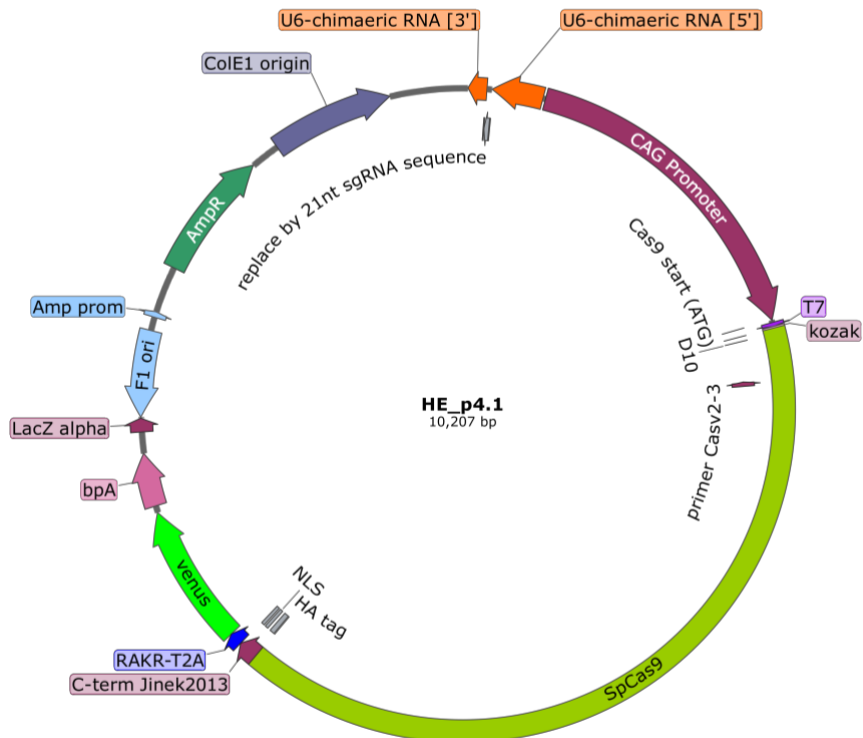 U6-chimaeric RNA [3']
U6-chimaeric RNA [5']
ColE1 origin
CAG Promoter
replace by 21nt sgRNA sequence
AmpR
Cas9 start (ATG)
Amp prom
T7
kozak
D10
F1 ori
primer Casv2-3
HE_p4.1
10,207 bp
LacZ alpha
bpA
venus
NLS
HA tag
RAKR-T2A
C-term Jinek2013
SpCas9